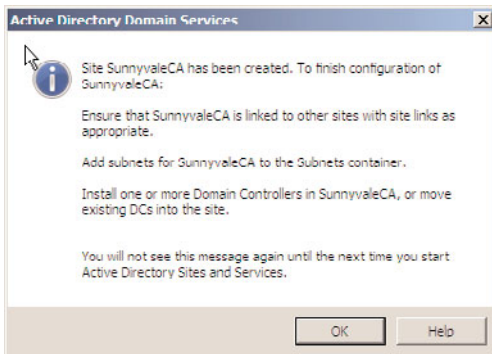 Active Directory Domain Services
Site SunnyvaleCA has been created. To finish configuration of
SunnyvaleCA:
Ensure that SunnyvaleCA is linked to other sites with site links as
appropriate.
Add subnets for SunnyvaleCA to the Subnets container.
Install one or more Domain Controllers in SunnyvaleCA, or move
existing DCs into the site.
You will not see this message again until the next time you start
Active Directory Sites and Services.
OK
Help